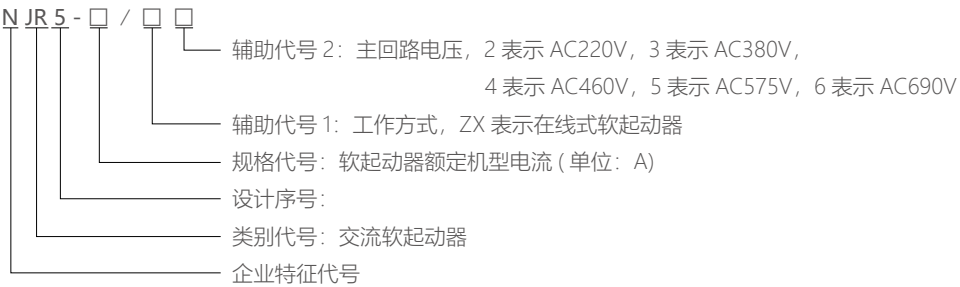 N JR 5 - □ / □ □
辅助代号 2：主回路电压，2 表示 AC220V，3 表示 AC380V，
4 表示 AC460V，5 表示 AC575V，6 表示 AC690V
辅助代号 1：工作方式，ZX 表示在线式软起动器
规格代号：软起动器额定机型电流 ( 单位：A)
设计序号：
类别代号：交流软起动器
企业特征代号